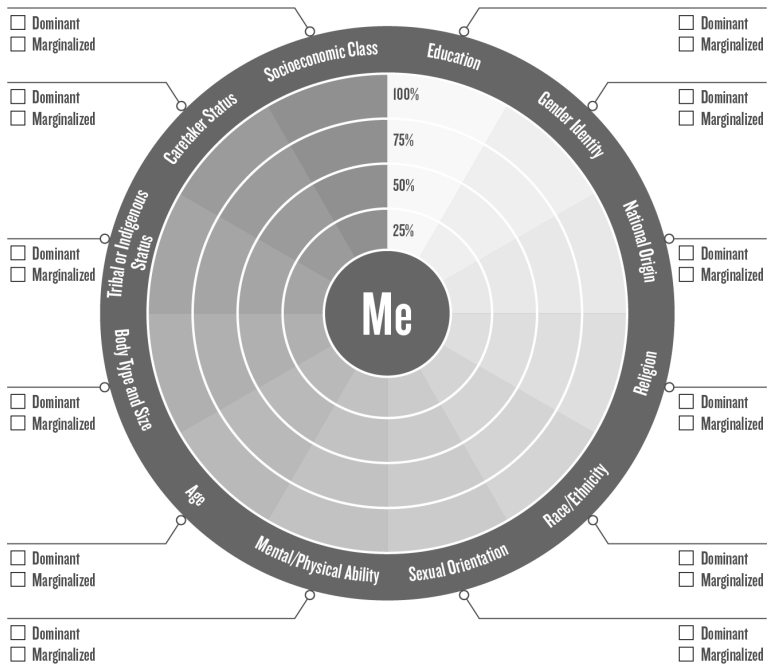 Dominant
Marginalized
Dominant
Marginalized
Dominant
Marginalized
Dominant
Marginalized
Dominant
Marginalized
Dominant
Marginalized
Socioeconomic Class
Education
Gender Identity
National Origin
Religion
Race/Ethnicity
Sexual Orientation
Mental/Physical Ability
Age
Body Type and Size
Tribal or Indigenous
Status
Caretaker Status
100%
75%
50%
25%
Me
Dominant
Marginalized
Dominant
Marginalized
Dominant
Marginalized
Dominant
Marginalized
Dominant
Marginalized
Dominant
Marginalized